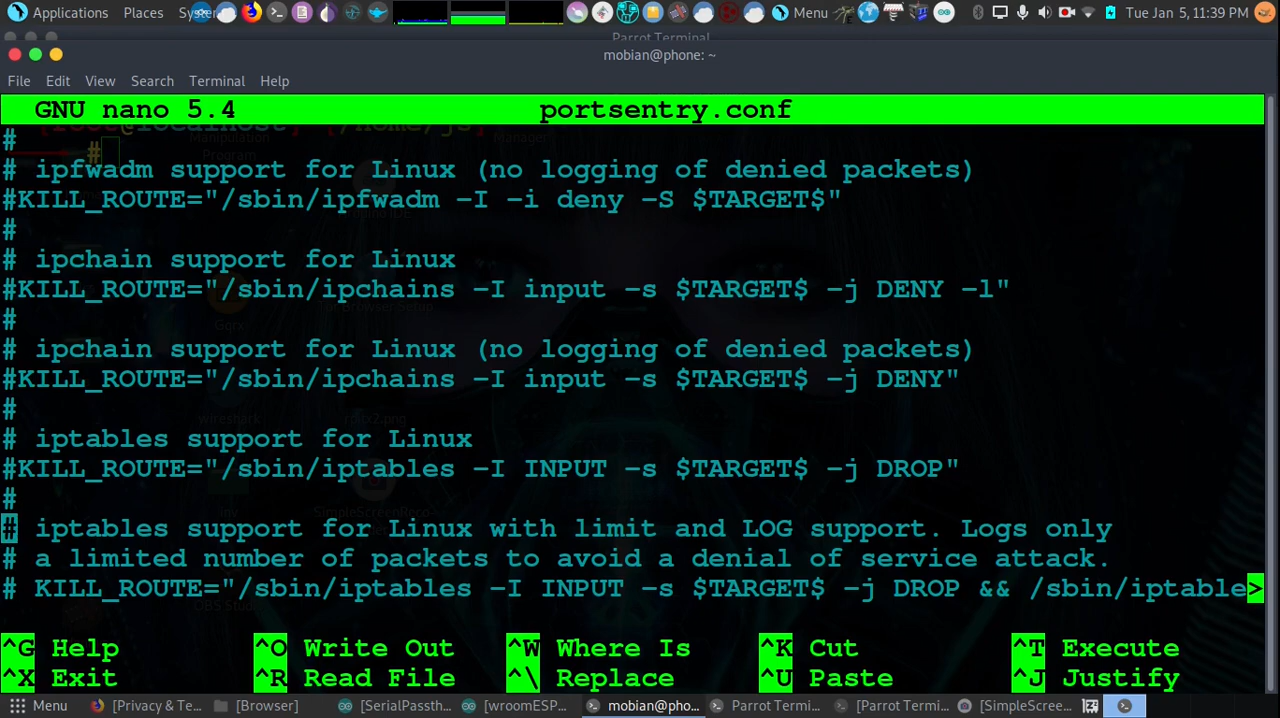 Applications Places System Menu Tue Jan 5, 11:39 PM
Parrot Terminal
mobian@phone: ~
File Edit View Search Terminal Help
GNU nano 5.4 portsentry.conf
#
# ipfwadm support for Linux (no logging of denied packets)
#KILL_ROUTE="/sbin/ipfwadm -I -i deny -S $TARGET$"
#
# ipchain support for Linux
#KILL_ROUTE="/sbin/ipchains -I input -s $TARGET$ -j DENY -l"
#
# ipchain support for Linux (no logging of denied packets)
#KILL_ROUTE="/sbin/ipchains -I input -s $TARGET$ -j DENY"
#
# iptables support for Linux
#KILL_ROUTE="/sbin/iptables -I INPUT -s $TARGET$ -j DROP"
#
# iptables support for Linux with limit and LOG support. Logs only
# a limited number of packets to avoid a denial of service attack.
# KILL_ROUTE="/sbin/iptables -I INPUT -s $TARGET$ -j DROP && /sbin/iptable>
^G Help ^O Write Out ^W Where Is ^K Cut ^T Execute
^X Exit ^R Read File ^\ Replace ^U Paste ^J Justify
Menu [Privacy & Te... [Browser] [SerialPassth... [wroomESP... mobian@pho... Parrot Termi... [Parrot Termi... [SimpleScree...